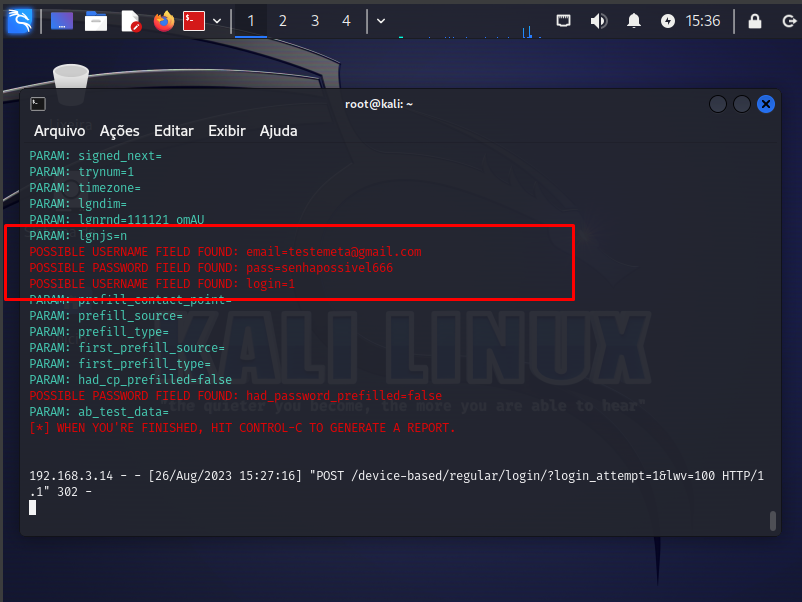 1 2 3 4 15:36
root@kali: ~
Arquivo Ações Editar Exibir Ajuda
PARAM: signed_next=
PARAM: trynum=1
PARAM: timezone=
PARAM: lgndim=
PARAM: lgnrnd=111121_omAU
PARAM: lgnjs=n
POSSIBLE USERNAME FIELD FOUND: email=testemeta@gmail.com
POSSIBLE PASSWORD FIELD FOUND: pass=senhapossivel666
POSSIBLE USERNAME FIELD FOUND: login=1
PARAM: prefill_contact_point=
PARAM: prefill_source=
PARAM: prefill_type=
PARAM: first_prefill_source=
PARAM: first_prefill_type=
PARAM: had_cp_prefilled=false
POSSIBLE PASSWORD FIELD FOUND: had_password_prefilled=false
PARAM: ab_test_data=
[*] WHEN YOU'RE FINISHED, HIT CONTROL-C TO GENERATE A REPORT.
192.168.3.14 - - [26/Aug/2023 15:27:16] "POST /device-based/regular/login/?login_attempt=1&lwv=100 HTTP/1
.1" 302 -
KALI LINUX
"the quieter you become, the more you are able to hear"